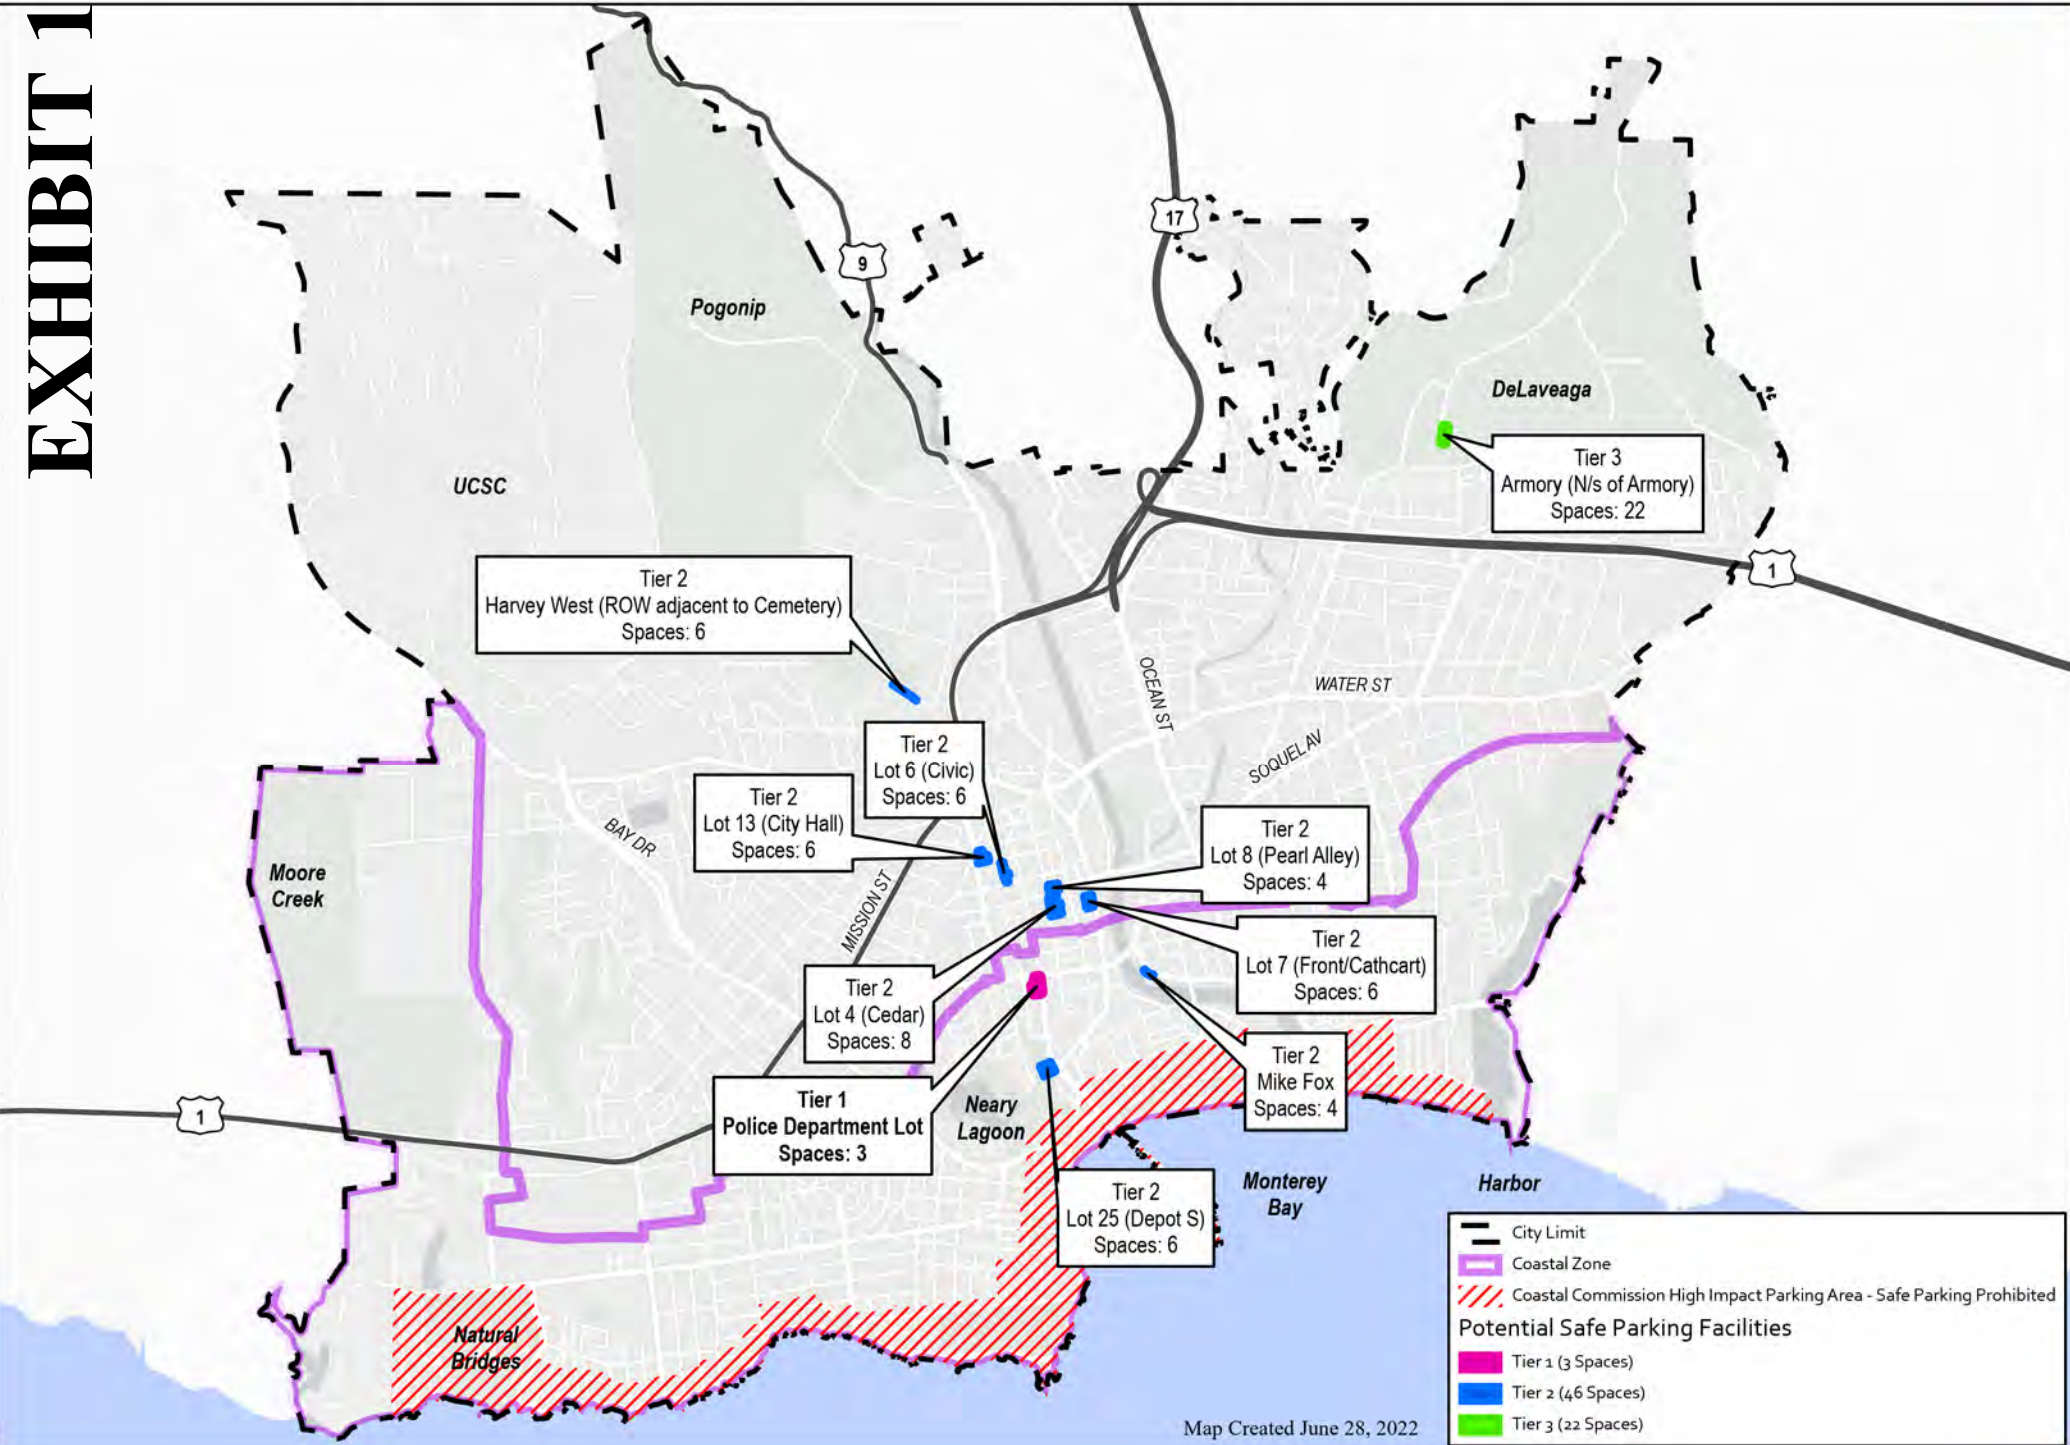 EXHIBIT 1
17
9
Pogonip
DeLaveaga
Tier 3
Armory (N/s of Armory)
Spaces: 22
UCSC
1
Tier 2
Harvey West (ROW adjacent to Cemetery)
Spaces: 6
OCEAN ST
WATER ST
SOQUEL AV
Tier 2
Lot 6 (Civic)
Spaces: 6
Tier 2
Lot 13 (City Hall)
Spaces: 6
BAY DR
MISSION ST
Moore
Creek
Tier 2
Lot 8 (Pearl Alley)
Spaces: 4
Tier 2
Lot 7 (Front/Cathcart)
Spaces: 6
Tier 2
Lot 4 (Cedar)
Spaces: 8
Tier 2
Mike Fox
Spaces: 4
Tier 1
Police Department Lot
Spaces: 3
Neary
Lagoon
1
Tier 2
Lot 25 (Depot S)
Spaces: 6
Monterey
Bay
Harbor
Natural
Bridges
City Limit
Coastal Zone
Coastal Commission High Impact Parking Area - Safe Parking Prohibited
Potential Safe Parking Facilities
Tier 1 (3 Spaces)
Tier 2 (46 Spaces)
Tier 3 (22 Spaces)
Map Created June 28, 2022